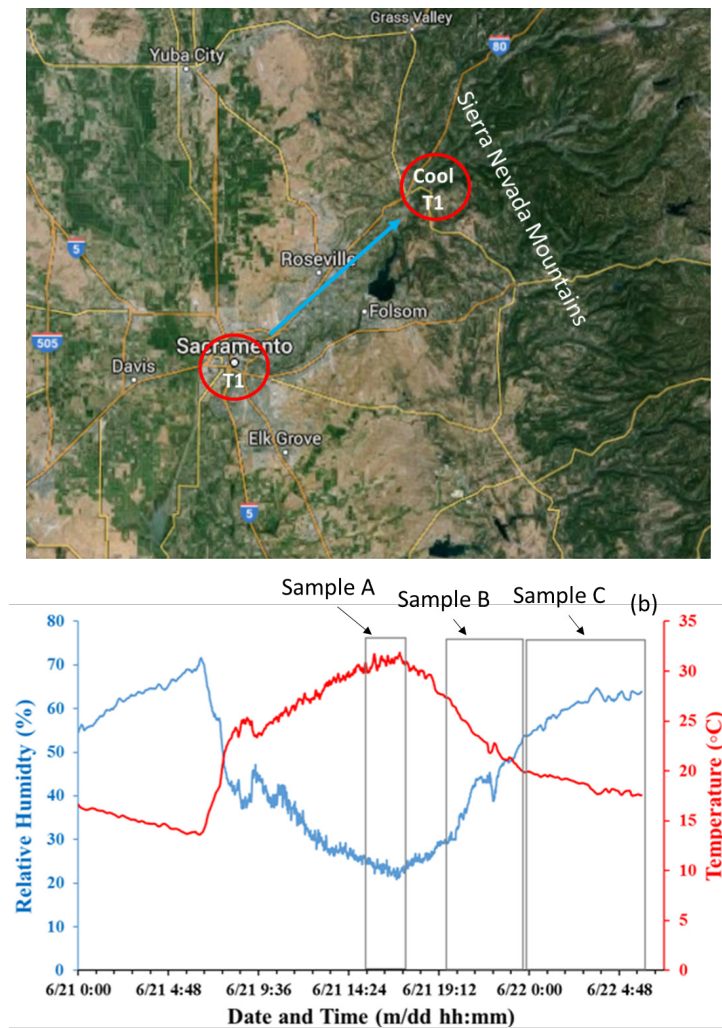 Grass Valley
80
Yuba City
Sierra Nevada Mountains
Cool
T1
5
Roseville
Folsom
505
Sacramento
Davis
T1
Elk Grove
5
Sample A
Sample B
Sample C
(b)
80
70
60
50
40
30
20
10
0
Relative Humidty (%)
35
30
25
20
15
10
5
0
Temperature (◦C)
6/21 0:00 6/21 4:48 6/21 9:36 6/21 14:24 6/21 19:12 6/22 0:00 6/22 4:48
Date and Time (m/dd hh:mm)